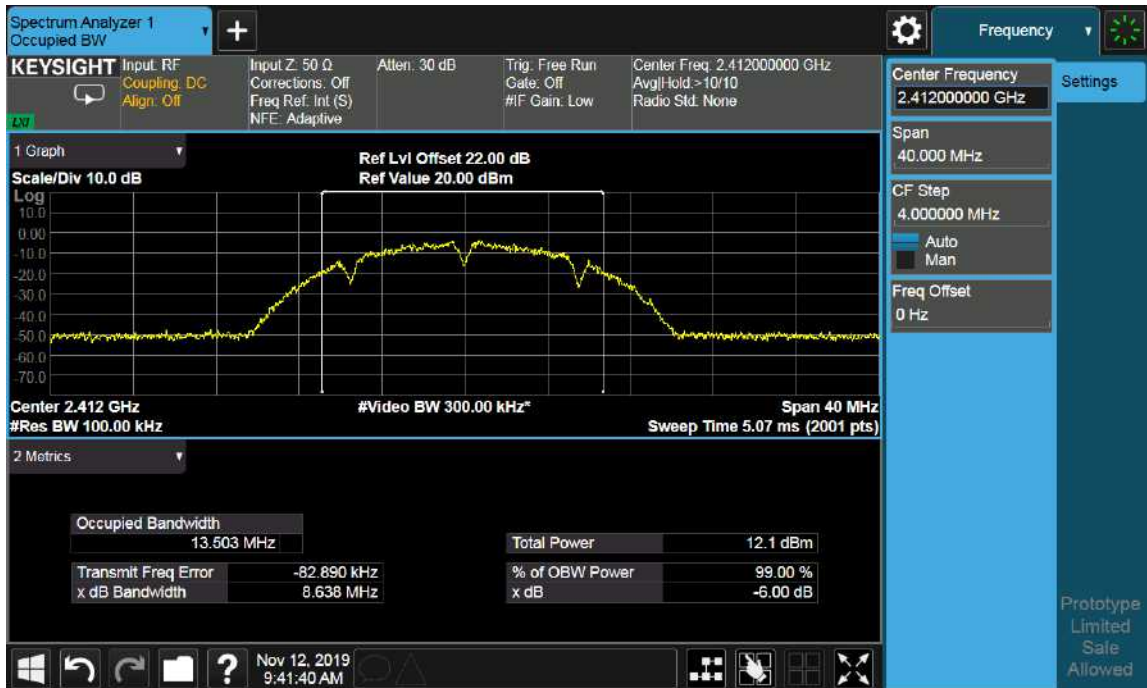 Spectrum Analyzer 1
Occupied BW
Frequency
KEYSIGHT
LXI
Input: RF
Coupling: DC
Align: Off
Input Z: 50 Ω
Corrections: Off
Freq Ref: Int (S)
NFE: Adaptive
Atten: 30 dB
Trig: Free Run
Gate: Off
#IF Gain: Low
Center Freq: 2.412000000 GHz
Avg|Hold:>10/10
Radio Std: None
1 Graph
Scale/Div 10.0 dB
Ref Lvl Offset 22.00 dB
Ref Value 20.00 dBm
Log
10.0
0.00
-10.0
-20.0
-30.0
-40.0
-50.0
-60.0
-70.0
Center 2.412 GHz
#Res BW 100.00 kHz
#Video BW 300.00 kHz*
Span 40 MHz
Sweep Time 5.07 ms (2001 pts)
2 Metrics
Occupied Bandwidth
13.503 MHz
Transmit Freq Error -82.890 kHz
x dB Bandwidth 8.638 MHz
Total Power 12.1 dBm
% of OBW Power 99.00 %
x dB -6.00 dB
Center Frequency
2.412000000 GHz
Span
40.000 MHz
CF Step
4.000000 MHz
Auto
Man
Freq Offset
0 Hz
Settings
Prototype
Limited
Sale
Allowed
?
Nov 12, 2019
9:41:40 AM